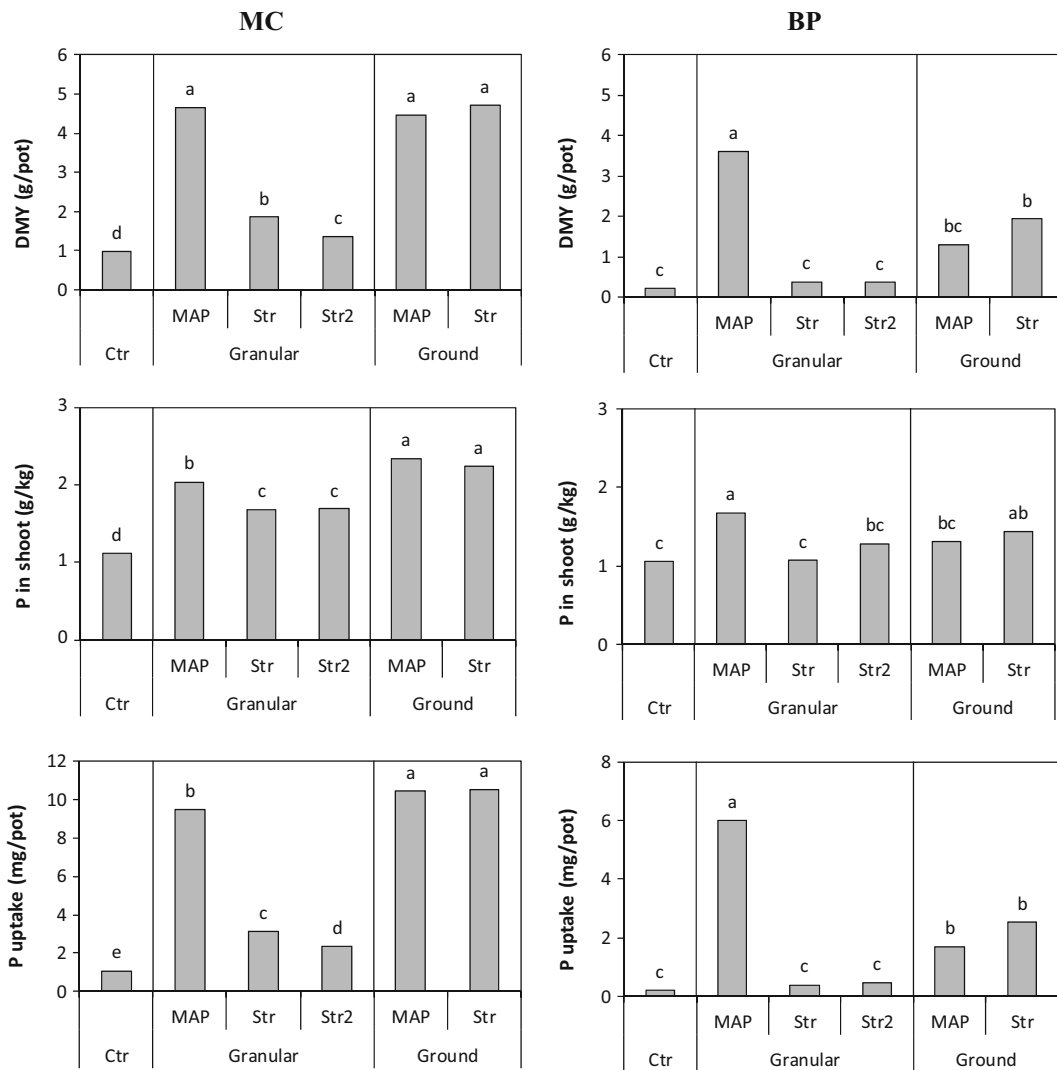 MC
BP
DMY (g/pot)
6
5
4
3
2
1
0
d
a
b
c
a
a
MAP Str Str2 MAP Str
Ctr Granular Ground
DMY (g/pot)
6
5
4
3
2
1
0
c
a
c
c
bc
b
MAP Str Str2 MAP Str
Ctr Granular Ground
P in shoot (g/kg)
3
2
1
0
d
b
c
c
a
a
MAP Str Str2 MAP Str
Ctr Granular Ground
P in shoot (g/kg)
3
2
1
0
c
a
c
bc
bc
ab
MAP Str Str2 MAP Str
Ctr Granular Ground
P uptake (mg/pot)
12
10
8
6
4
2
0
e
b
c
d
a
a
MAP Str Str2 MAP Str
Ctr Granular Ground
P uptake (mg/pot)
8
6
4
2
0
c
a
c
c
b
b
MAP Str Str2 MAP Str
Ctr Granular Ground